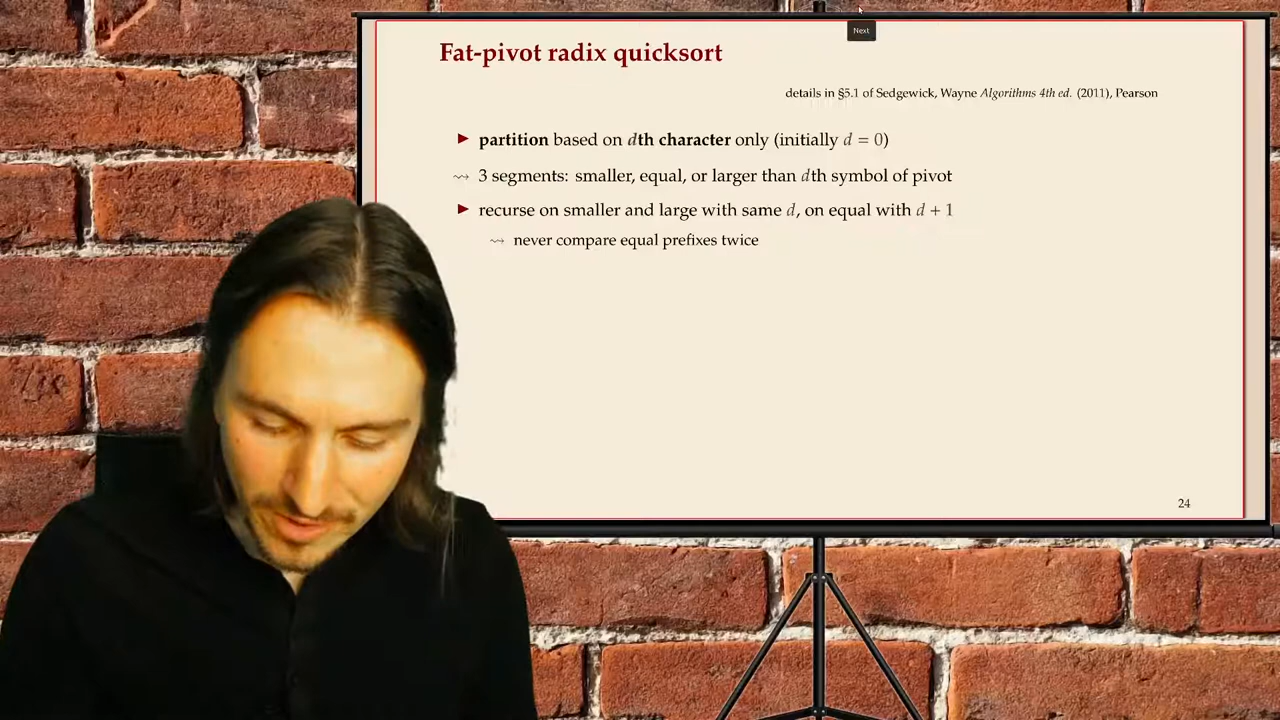 Next
Fat-pivot radix quicksort
details in §5.1 of Sedgewick, Wayne Algorithms 4th ed. (2011), Pearson
► partition based on dth character only (initially d = 0)
⇝ 3 segments: smaller, equal, or larger than dth symbol of pivot
► recurse on smaller and large with same d, on equal with d + 1
⇝ never compare equal prefixes twice
24